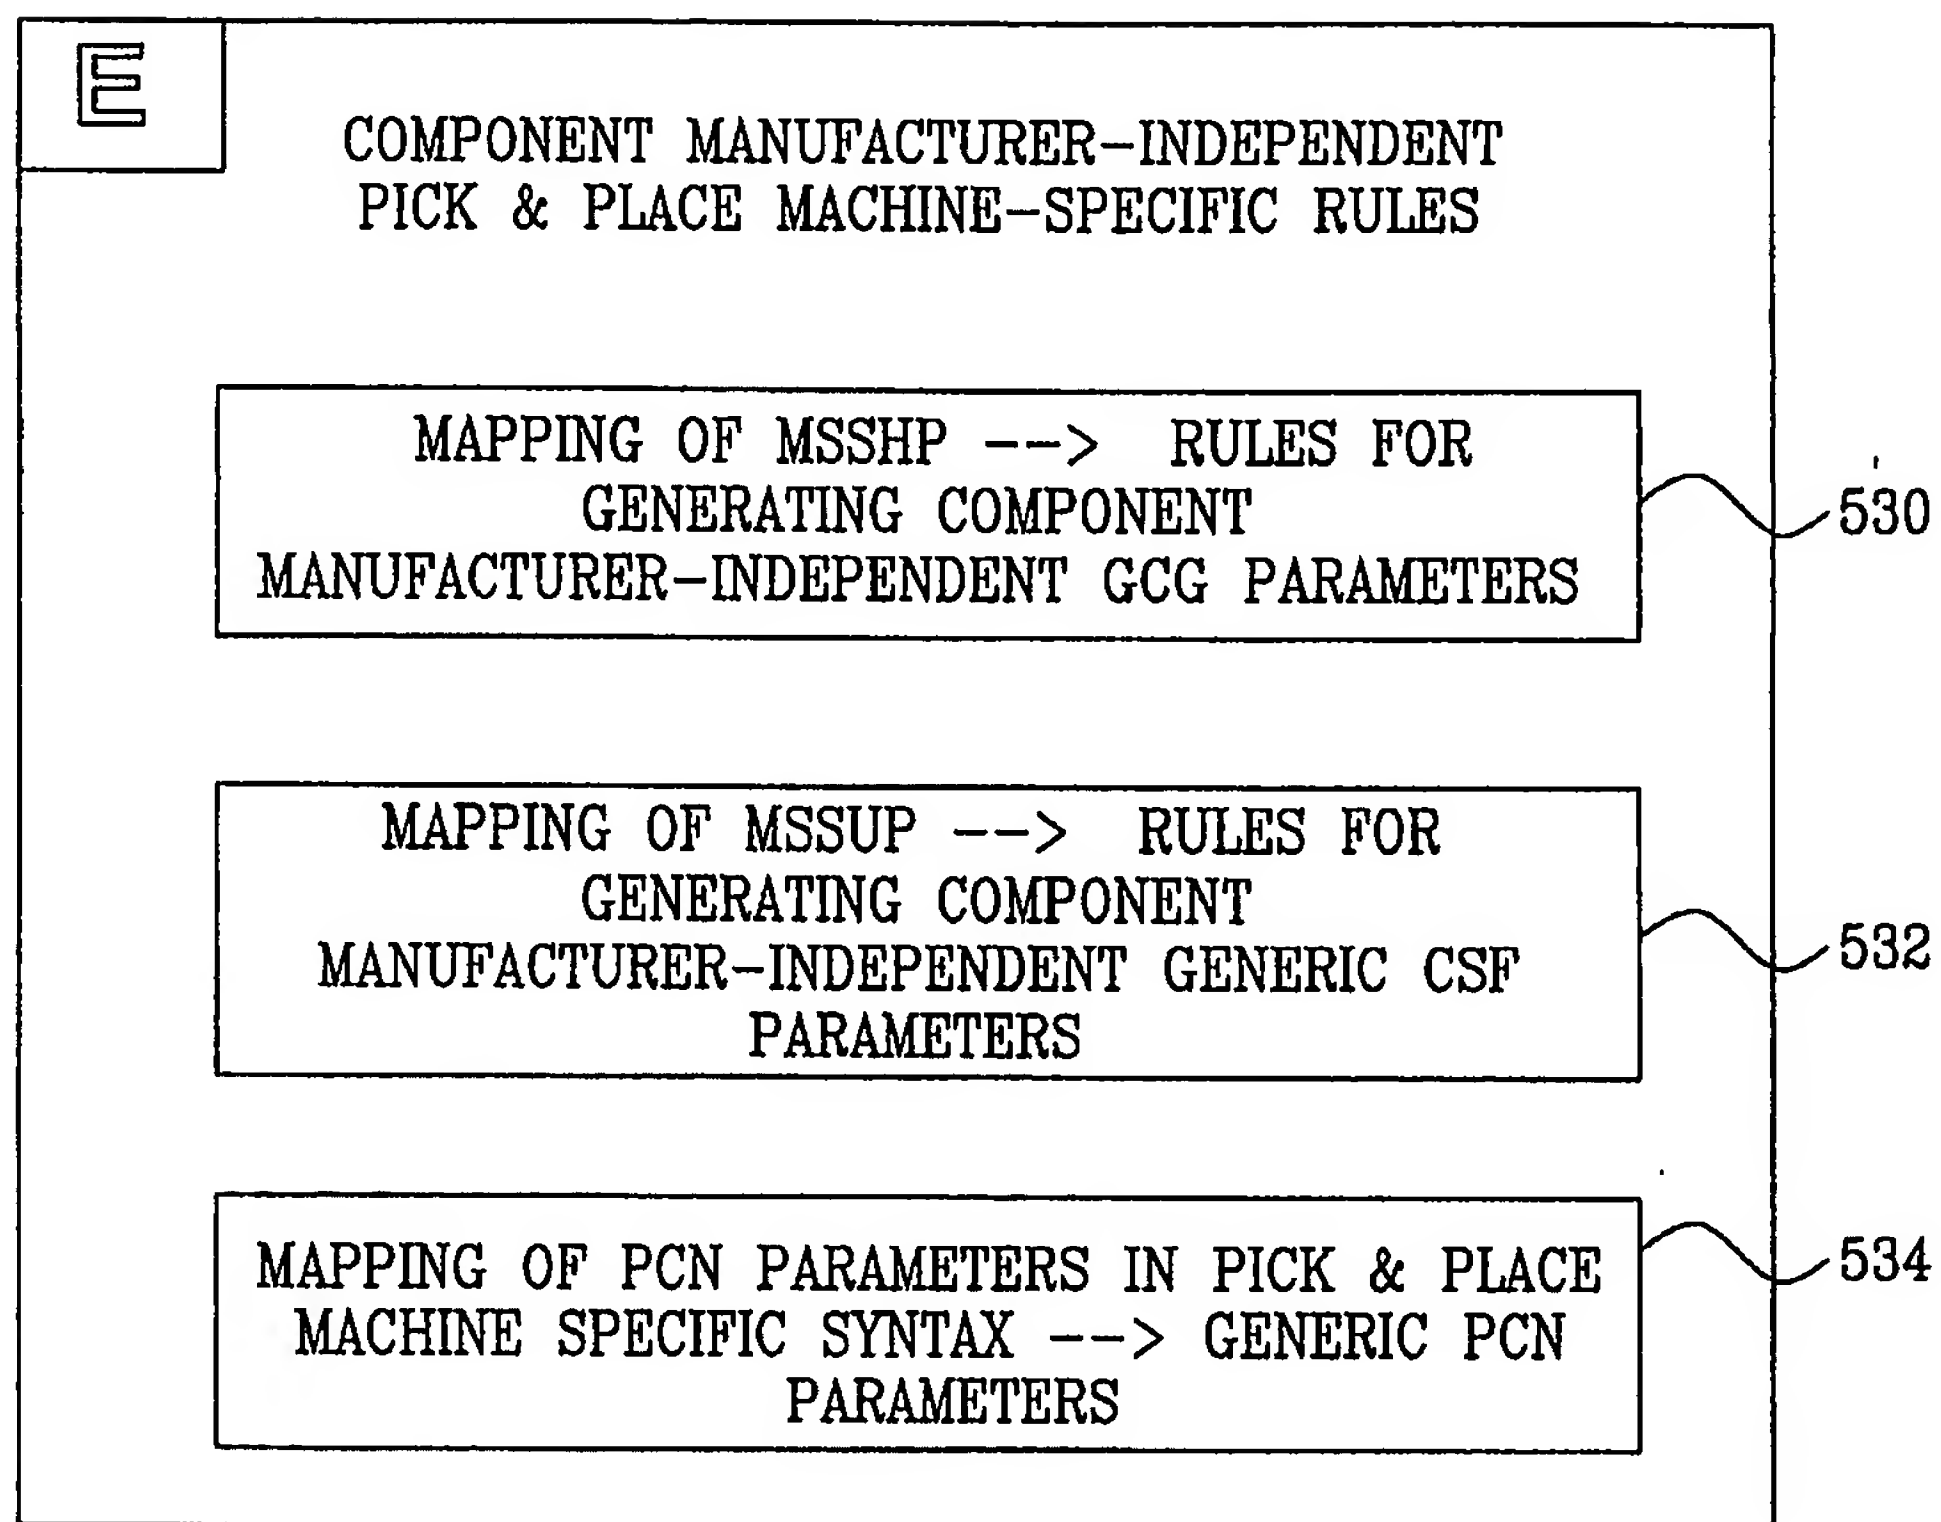 E
COMPONENT MANUFACTURER-INDEPENDENT
PICK & PLACE MACHINE-SPECIFIC RULES
MAPPING OF MSSHP --> RULES FOR
GENERATING COMPONENT
MANUFACTURER-INDEPENDENT GCG PARAMETERS
530
MAPPING OF MSSUP --> RULES FOR
GENERATING COMPONENT
MANUFACTURER-INDEPENDENT GENERIC CSF
PARAMETERS
532
MAPPING OF PCN PARAMETERS IN PICK & PLACE
MACHINE SPECIFIC SYNTAX --> GENERIC PCN
PARAMETERS
534